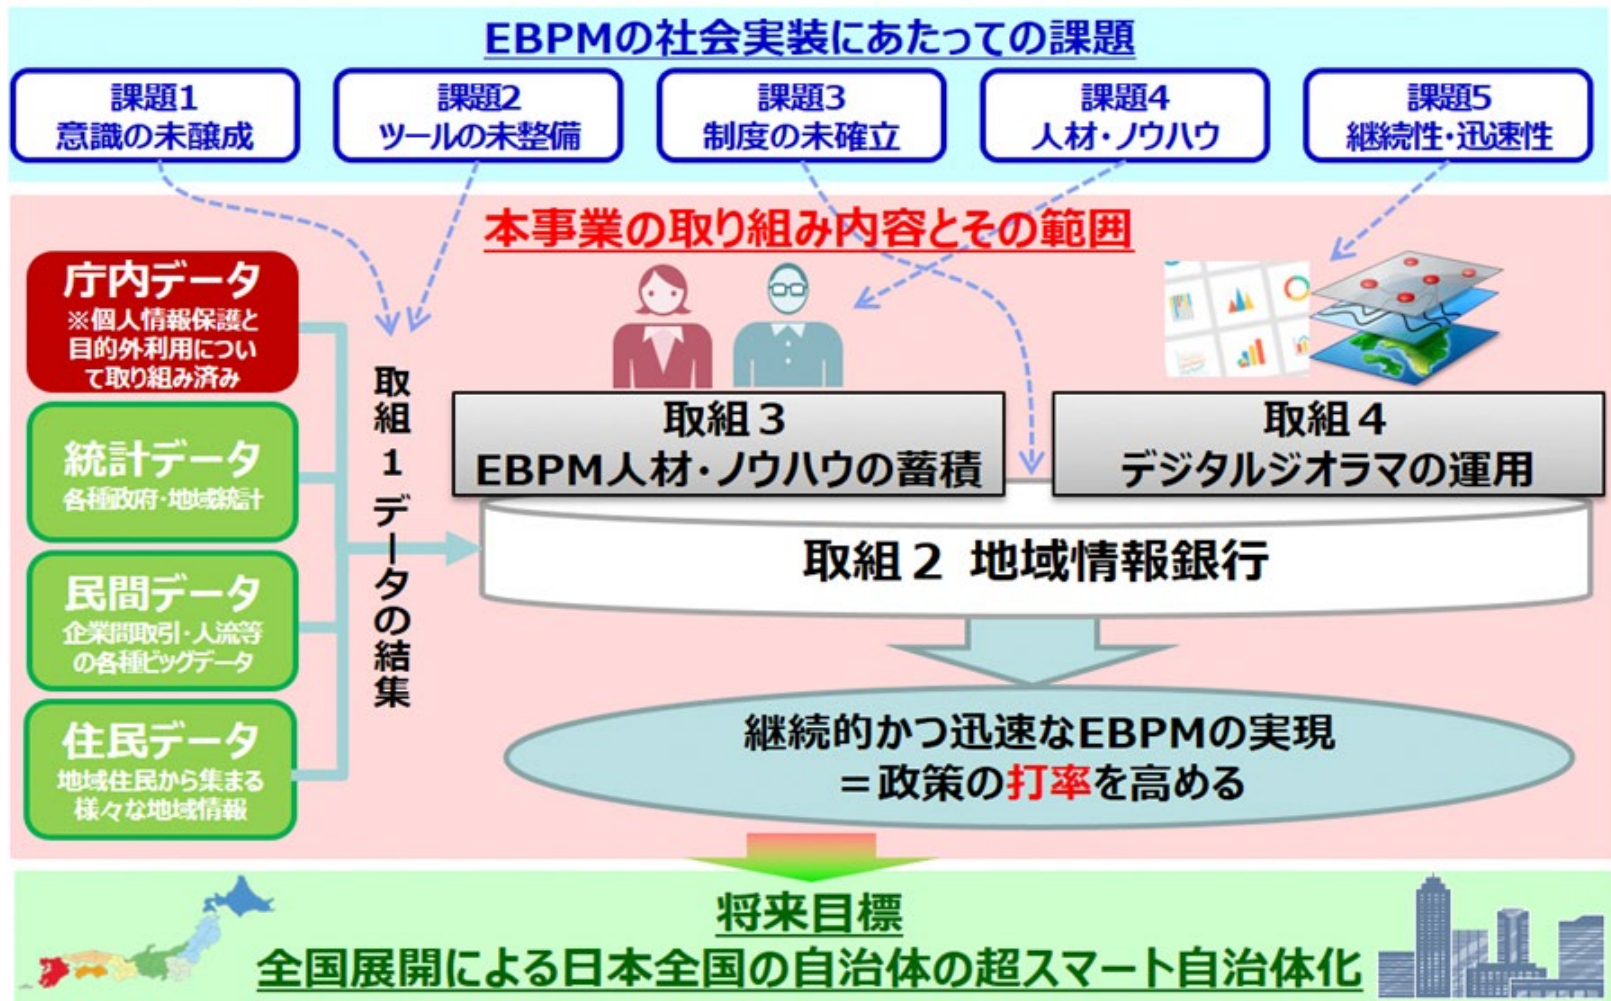 EBPMの社会実装にあたっての課題
課題1
意識の未醸成
課題2
ツールの未整備
課題3
制度の未確立
課題4
人材・ノウハウ
課題5
継続性・迅速性
本事業の取り組み内容とその範囲
庁内データ
※個人情報保護と
目的外利用につい
て取り組み済み
統計データ
各種政府・地域統計
民間データ
企業間取引・人流等
の各種ビッグデータ
住民データ
地域住民から集まる
様々な地域情報
取組1データの結集
取組3
EBPM人材・ノウハウの蓄積
取組4
デジタルジオラマの運用
取組2 地域情報銀行
継続的かつ迅速なEBPMの実現
＝政策の打率を高める
将来目標
全国展開による日本全国の自治体の超スマート自治体化